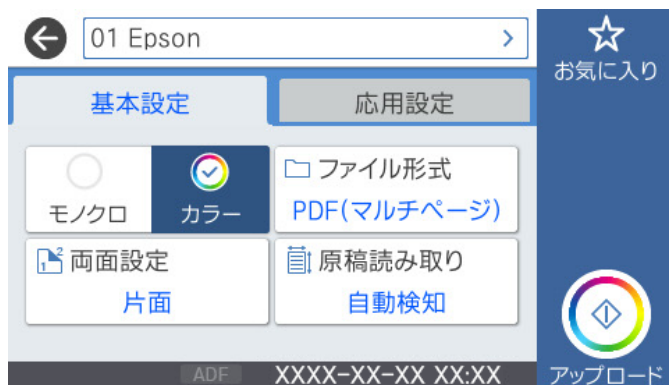 01 Epson
お気に入り
基本設定
応用設定
モノクロ
カラー
ファイル形式
PDF(マルチページ)
両面設定
片面
原稿読み取り
自動検知
ADF
XXXX-XX-XX XX:XX
アップロード